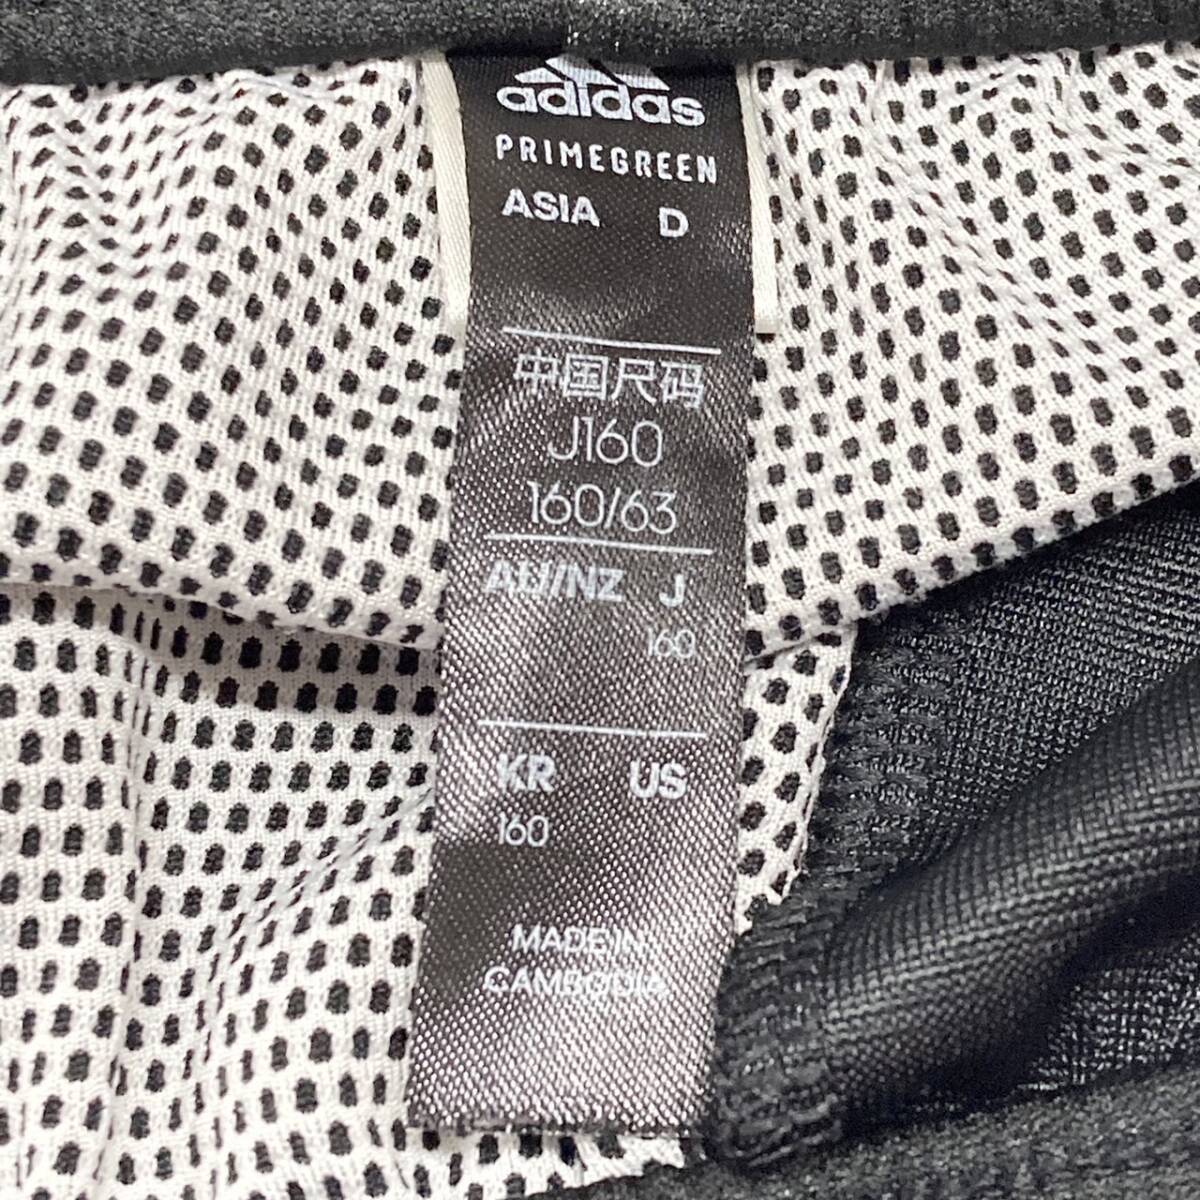 adidas
PRIMEGREEN
ASIA D
中国尺码
J160
160/63
AU/NZ J
160
KR US
160
MADE IN
CAMBODIA